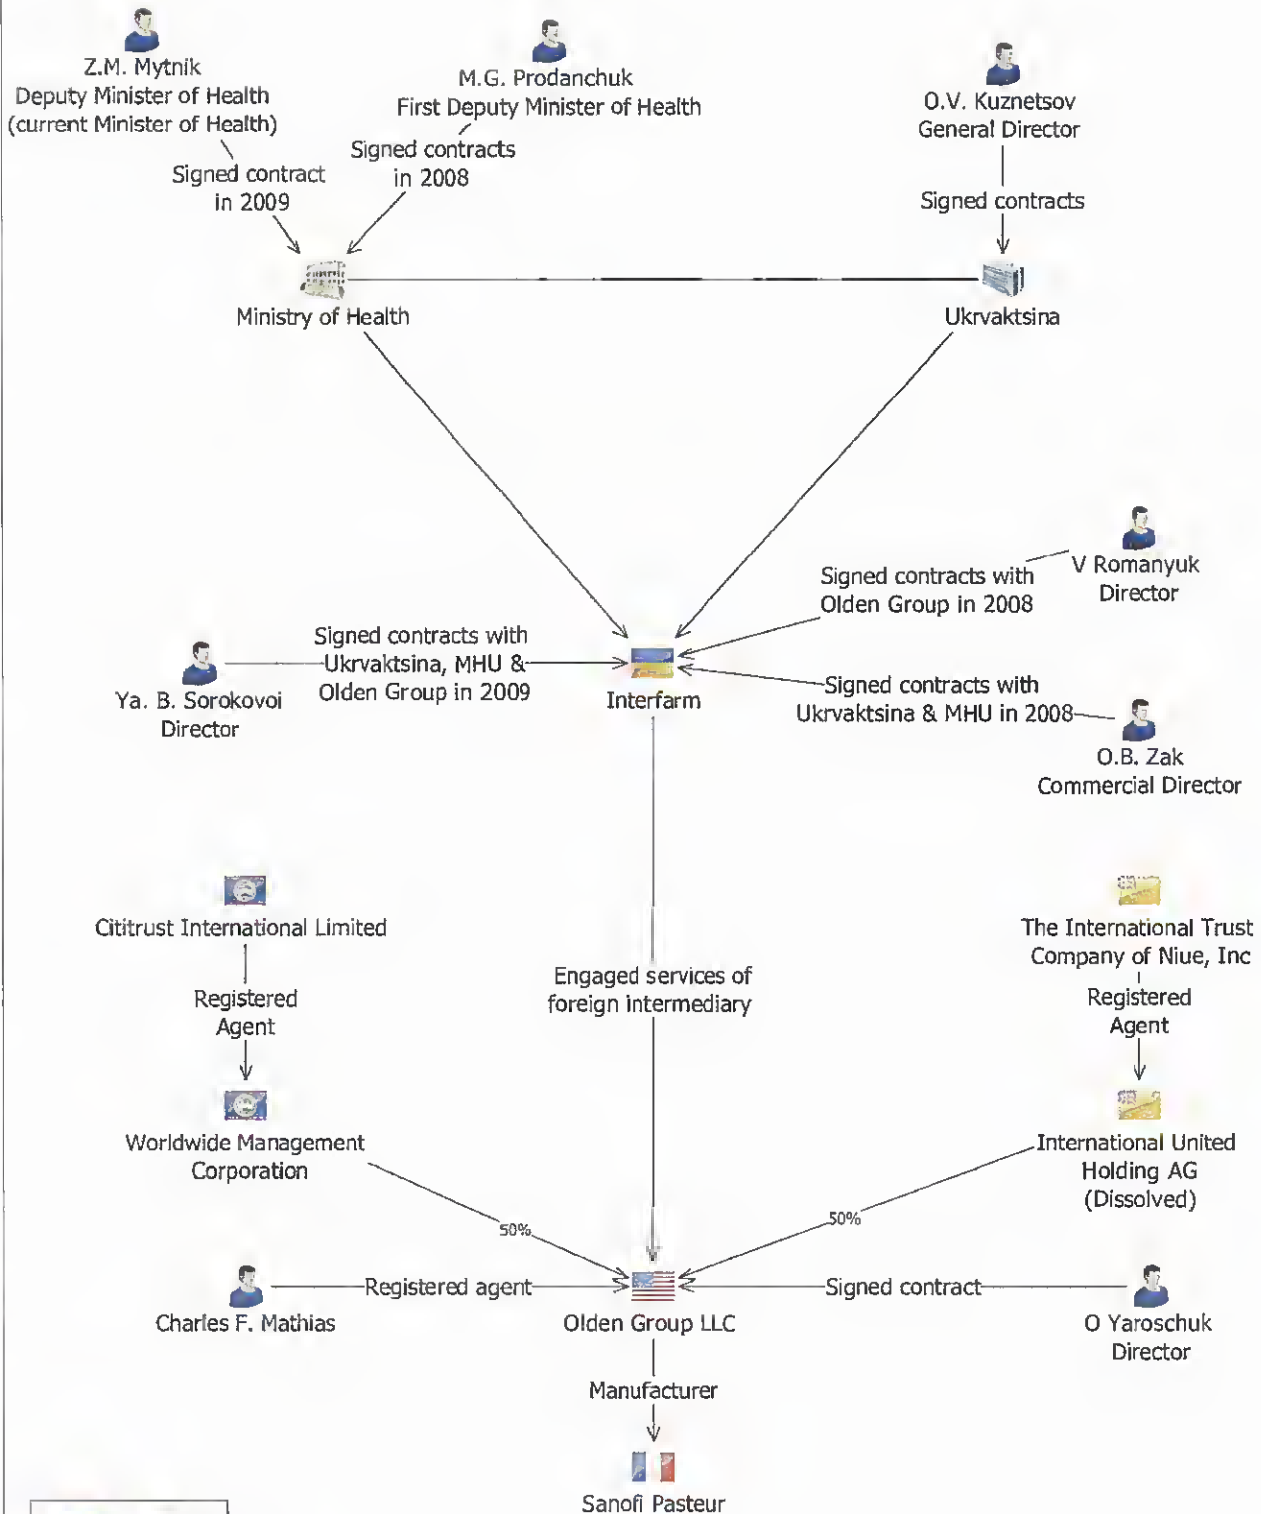 Z.M. Mytnik
Deputy Minister of Health
(current Minister of Health)
M.G. Prodanchuk
First Deputy Minister of Health
O.V. Kuznetsov
General Director
Signed contract
in 2009
Signed contracts
in 2008
Signed contracts
Ministry of Health
Ukrvaktsina
V Romanyuk
Director
Signed contracts with
Olden Group in 2008
Signed contracts with
Ukrvaktsina, MHU &
Olden Group in 2009
Ya. B. Sorokovoi
Director
Interfarm
Signed contracts with
Ukrvaktsina & MHU in 2008
O.B. Zak
Commercial Director
Cititrust International Limited
The International Trust
Company of Niue, Inc
Registered
Agent
Engaged services of
foreign intermediary
Registered
Agent
Worldwide Management
Corporation
International United
Holding AG
(Dissolved)
50%
50%
Charles F. Mathias
Registered agent
Olden Group LLC
Signed contract
O Yaroschuk
Director
Manufacturer
Sanofi Pasteur